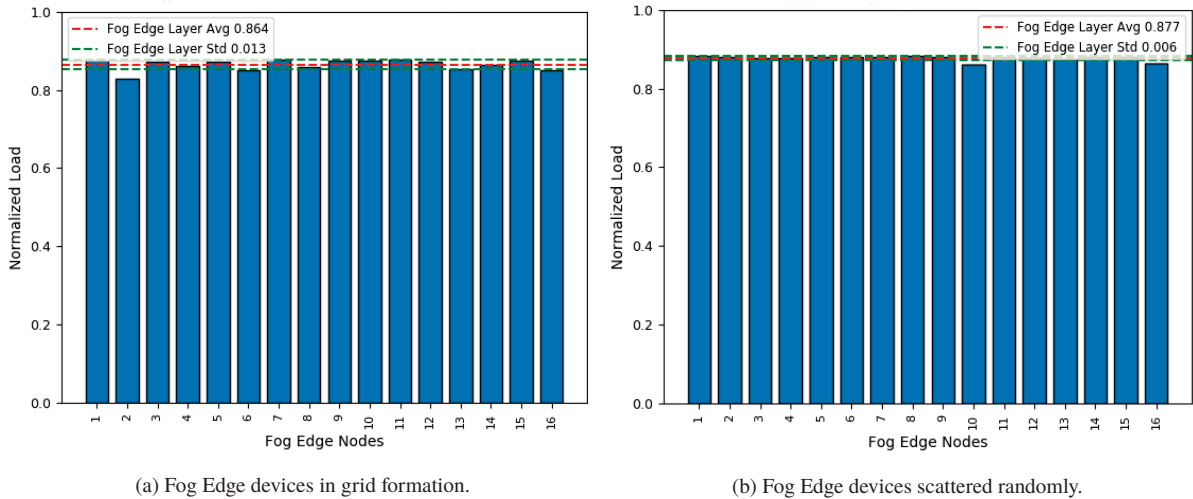 Fog Edge Layer Avg 0.864
Fog Edge Layer Std 0.013
Normalized Load
1.0
0.8
0.6
0.4
0.2
0.0
1 2 3 4 5 6 7 8 9 10 11 12 13 14 15 16
Fog Edge Nodes
(a) Fog Edge devices in grid formation.
Fog Edge Layer Avg 0.877
Fog Edge Layer Std 0.006
Normalized Load
1.0
0.8
0.6
0.4
0.2
0.0
1 2 3 4 5 6 7 8 9 10 11 12 13 14 15 16
Fog Edge Nodes
(b) Fog Edge devices scattered randomly.